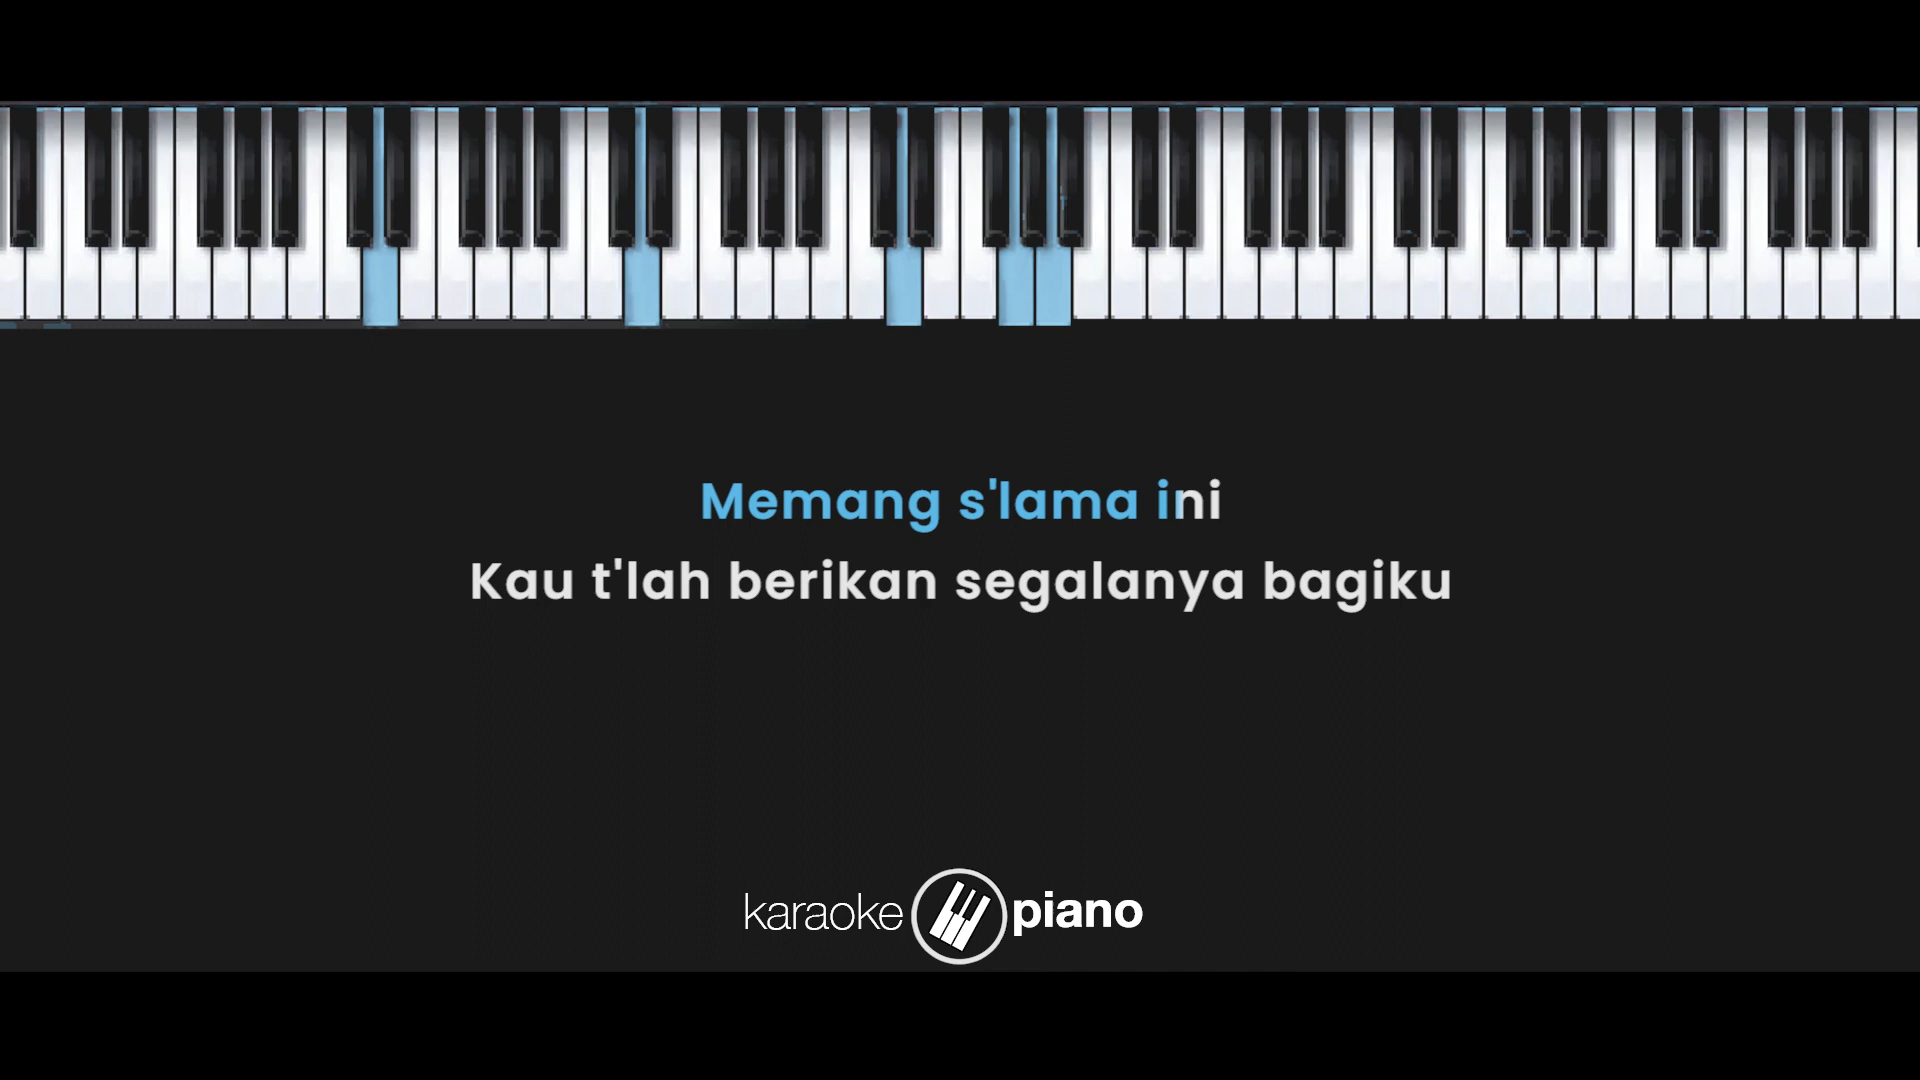 Memang s'lama ini
Kau t'lah berikan segalanya bagiku
karaoke piano